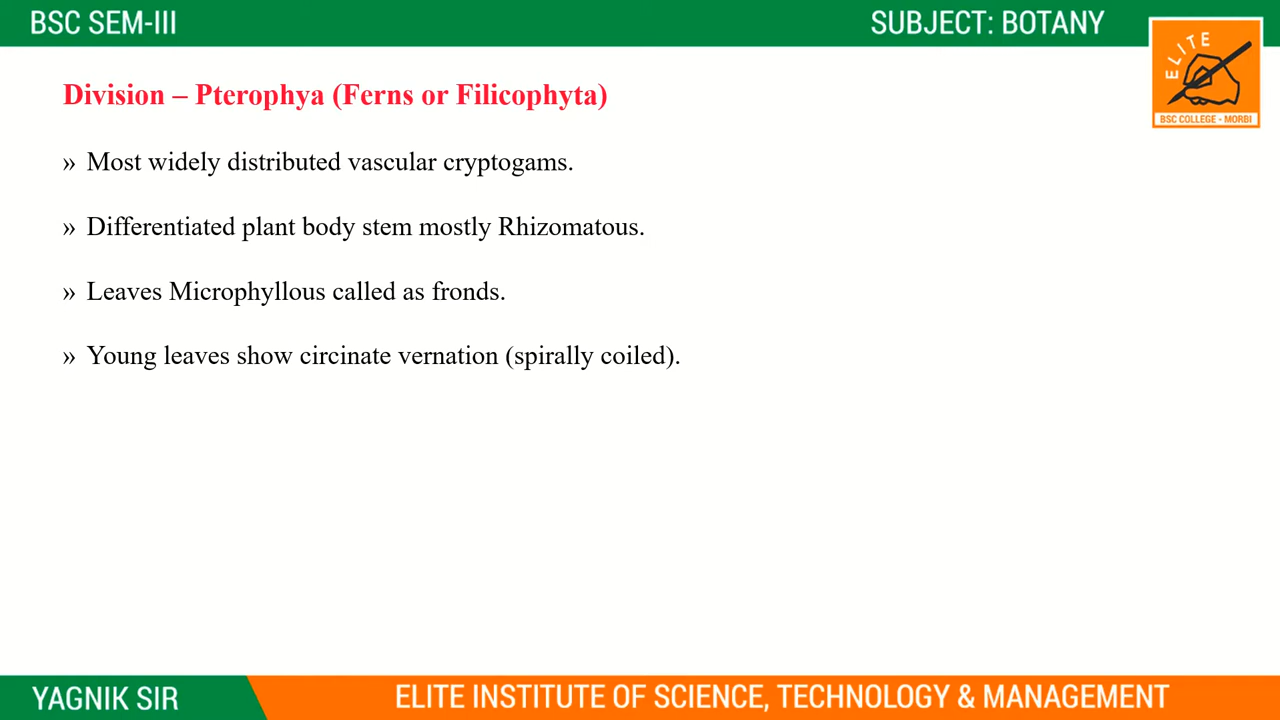 BSC SEM-III
SUBJECT: BOTANY
ELITE
BSC COLLEGE - MORBI
Division – Pterophya (Ferns or Filicophyta)
» Most widely distributed vascular cryptogams.
» Differentiated plant body stem mostly Rhizomatous.
» Leaves Microphyllous called as fronds.
» Young leaves show circinate vernation (spirally coiled).
YAGNIK SIR
ELITE INSTITUTE OF SCIENCE, TECHNOLOGY & MANAGEMENT